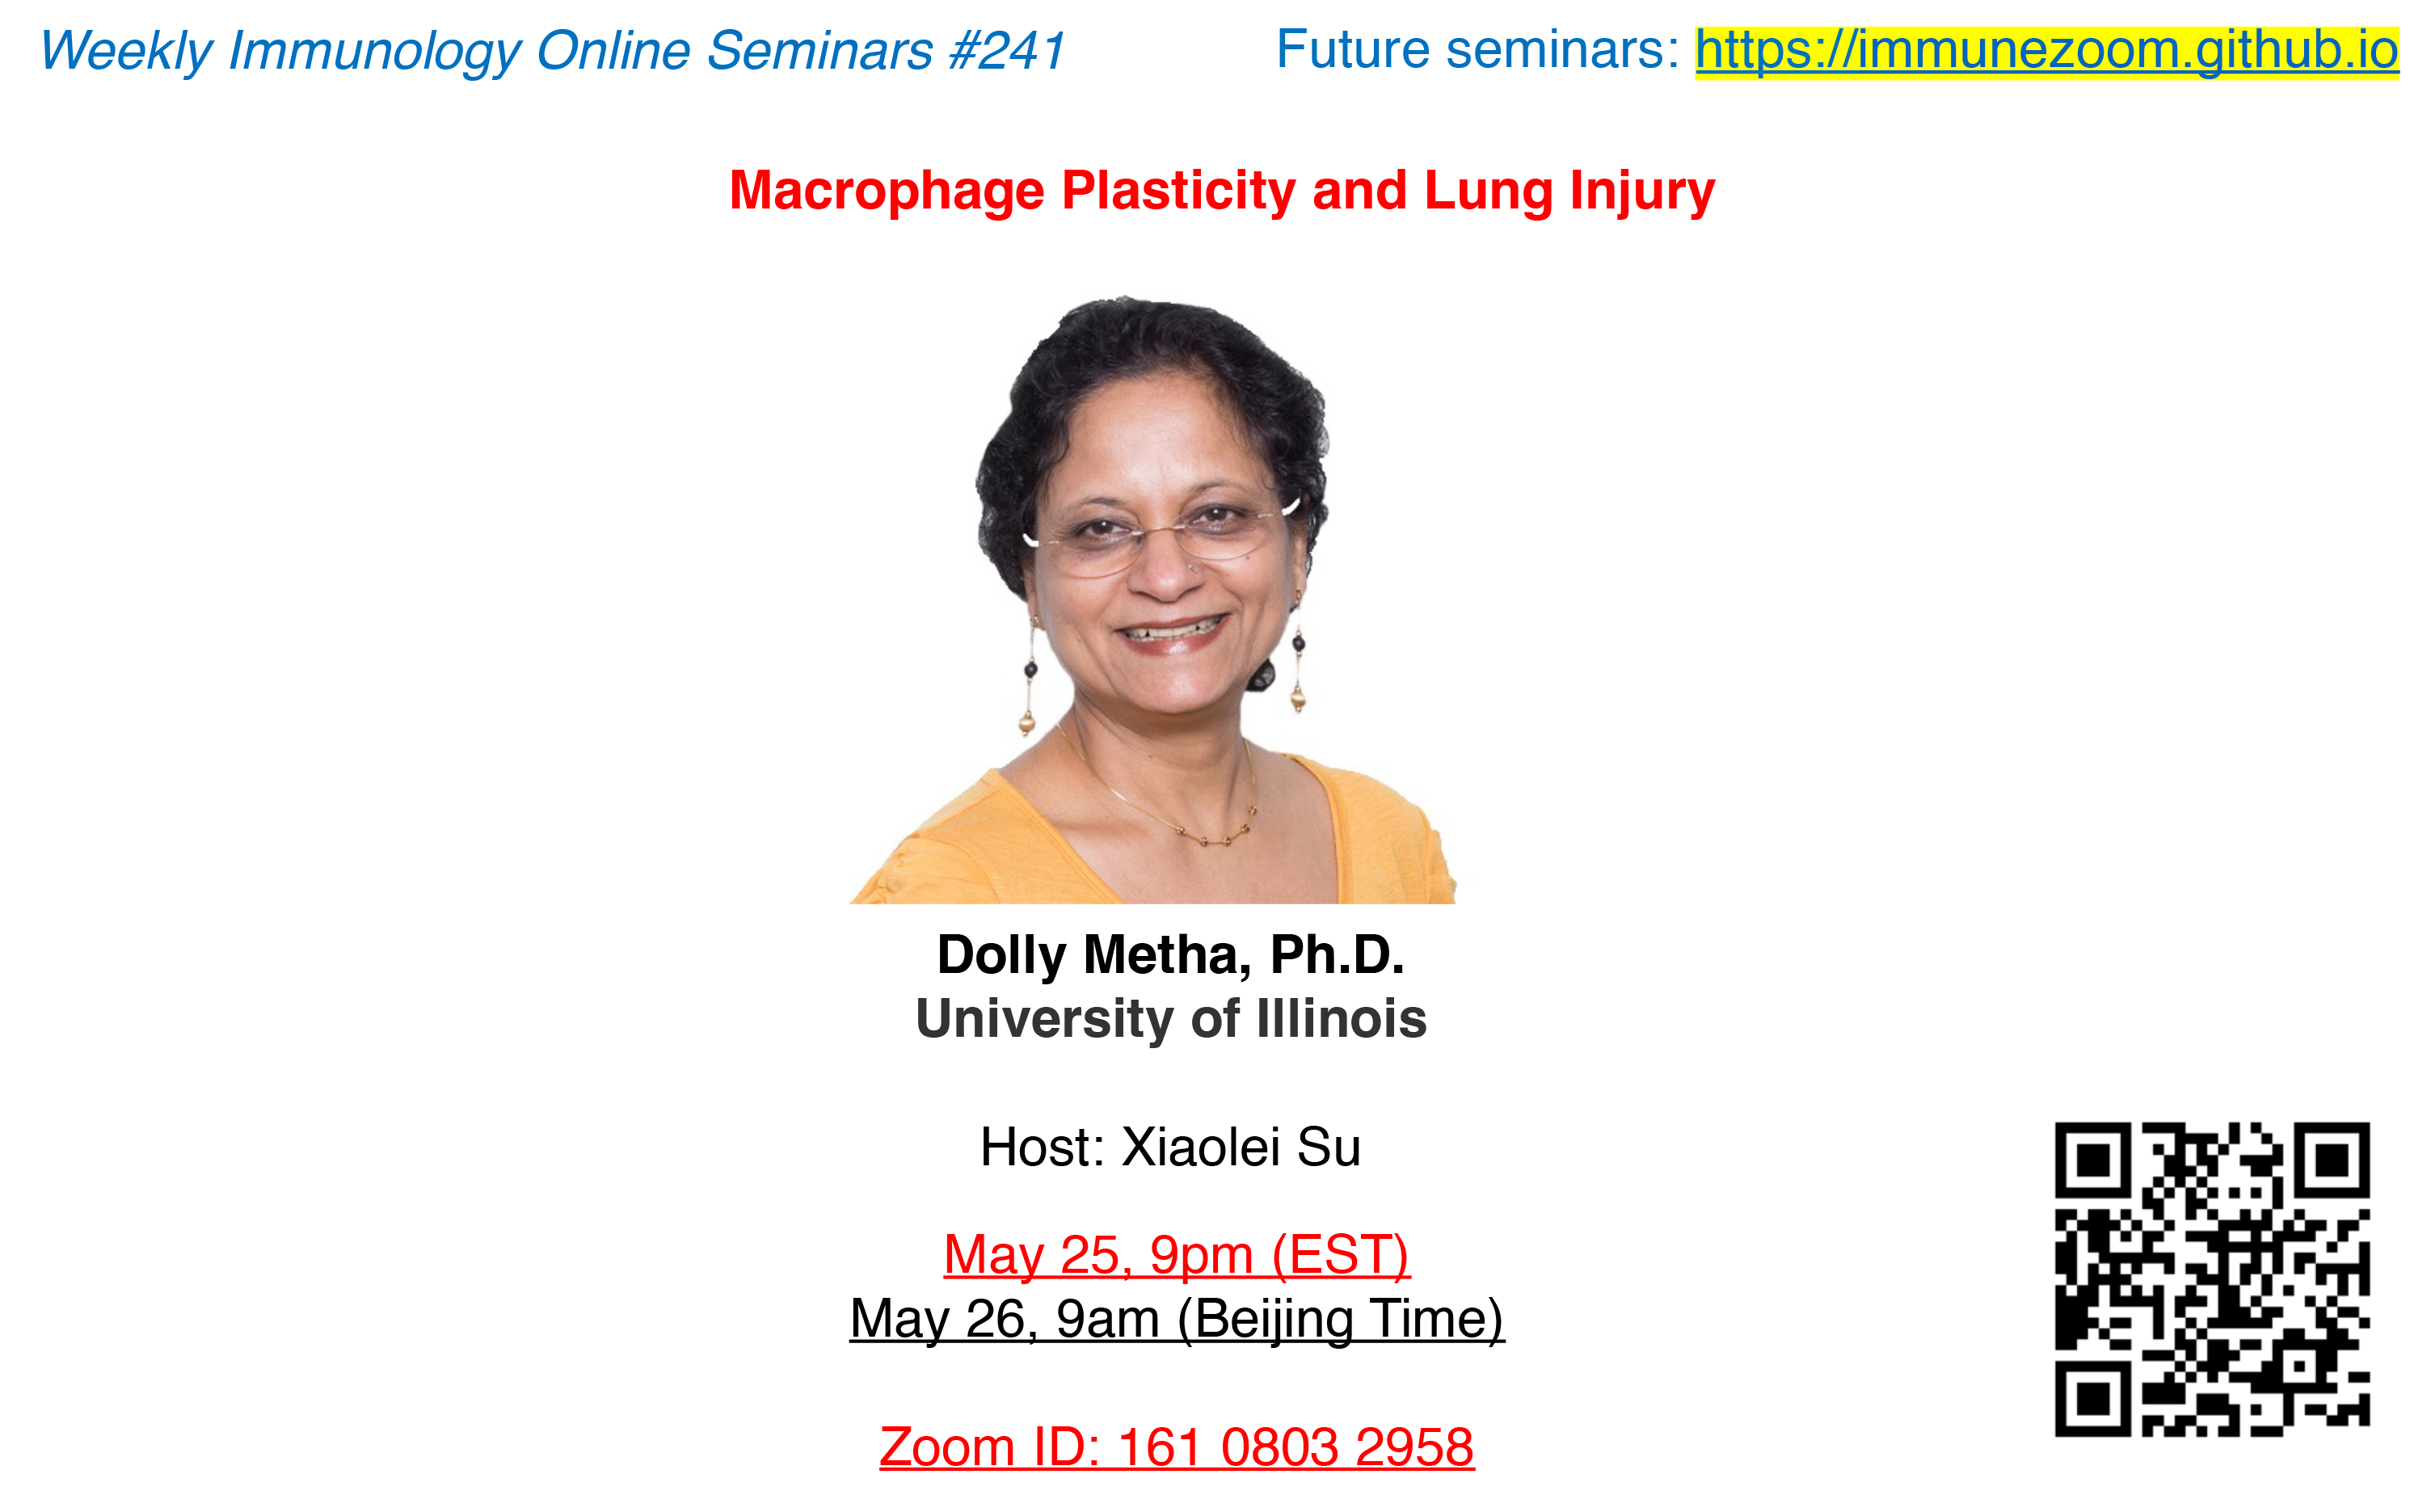 Weekly Immunology Online Seminars #241
Future seminars: https://immunezoom.github.io
Macrophage Plasticity and Lung Injury
Dolly Metha, Ph.D.
University of Illinois
Host: Xiaolei Su
May 25, 9pm (EST)
May 26, 9am (Beijing Time)
Zoom ID: 161 0803 2958